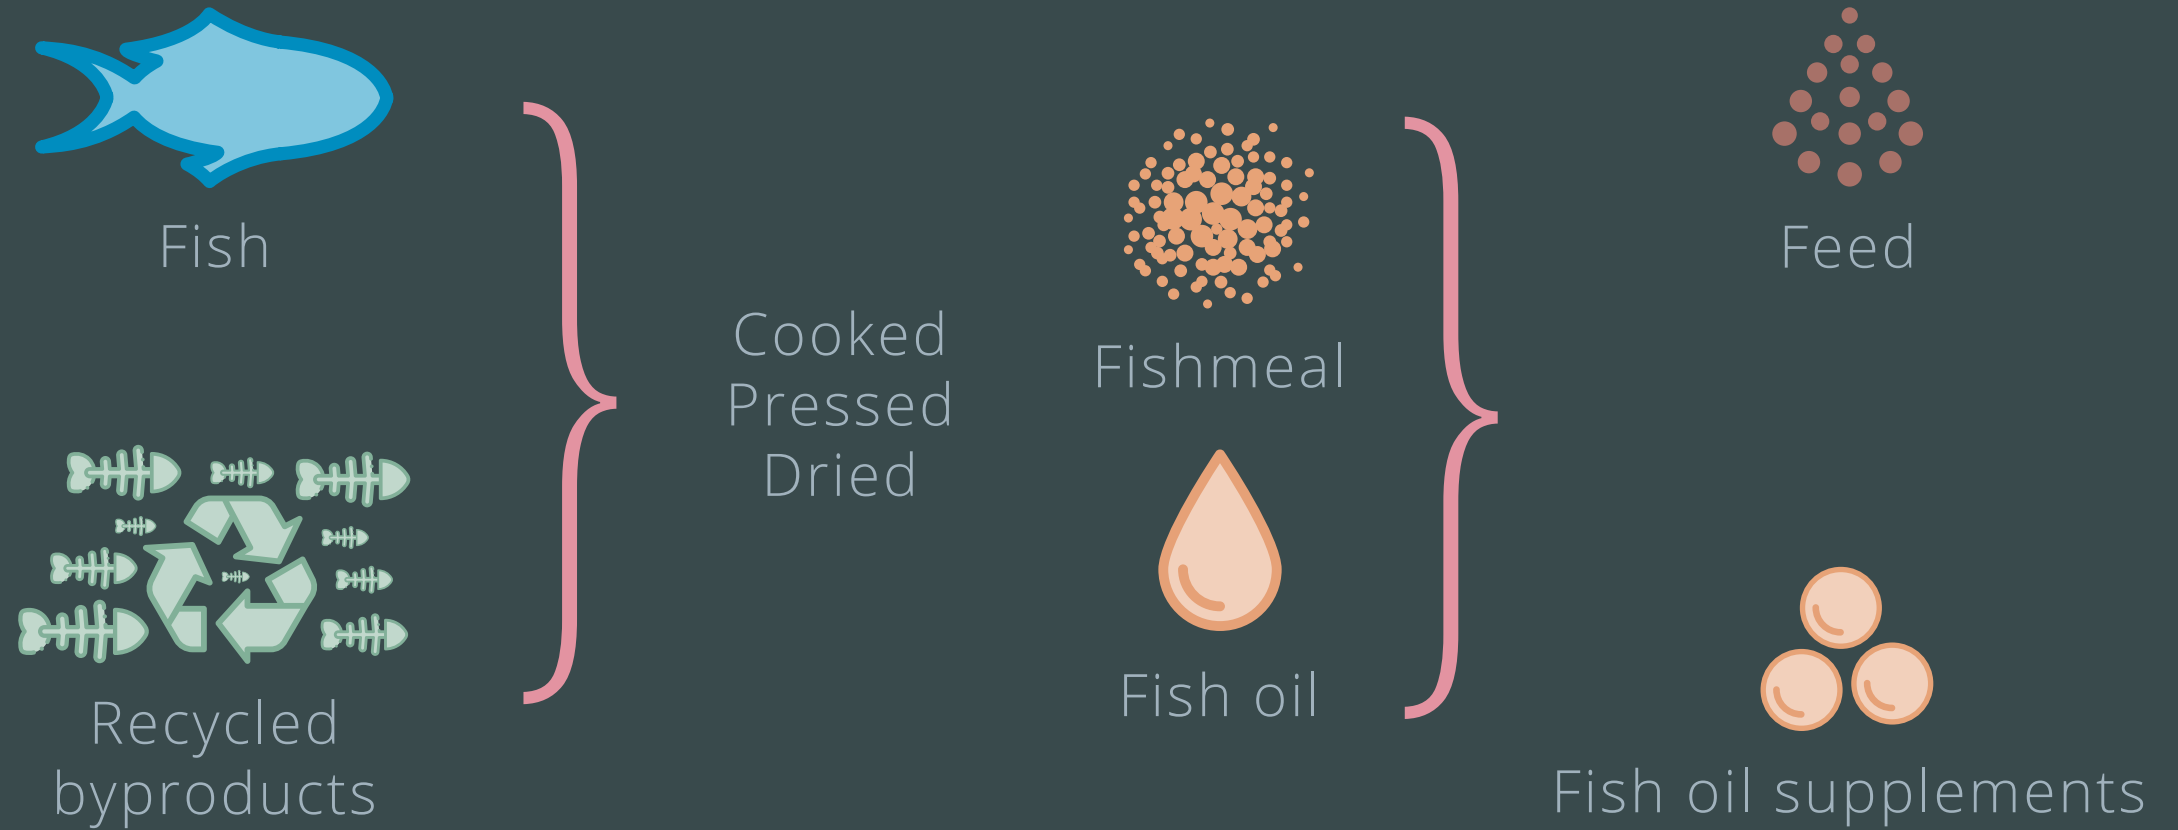 Fish
Recycled
byproducts
Cooked
Pressed
Dried
Fishmeal
Fish oil
Feed
Fish oil supplements